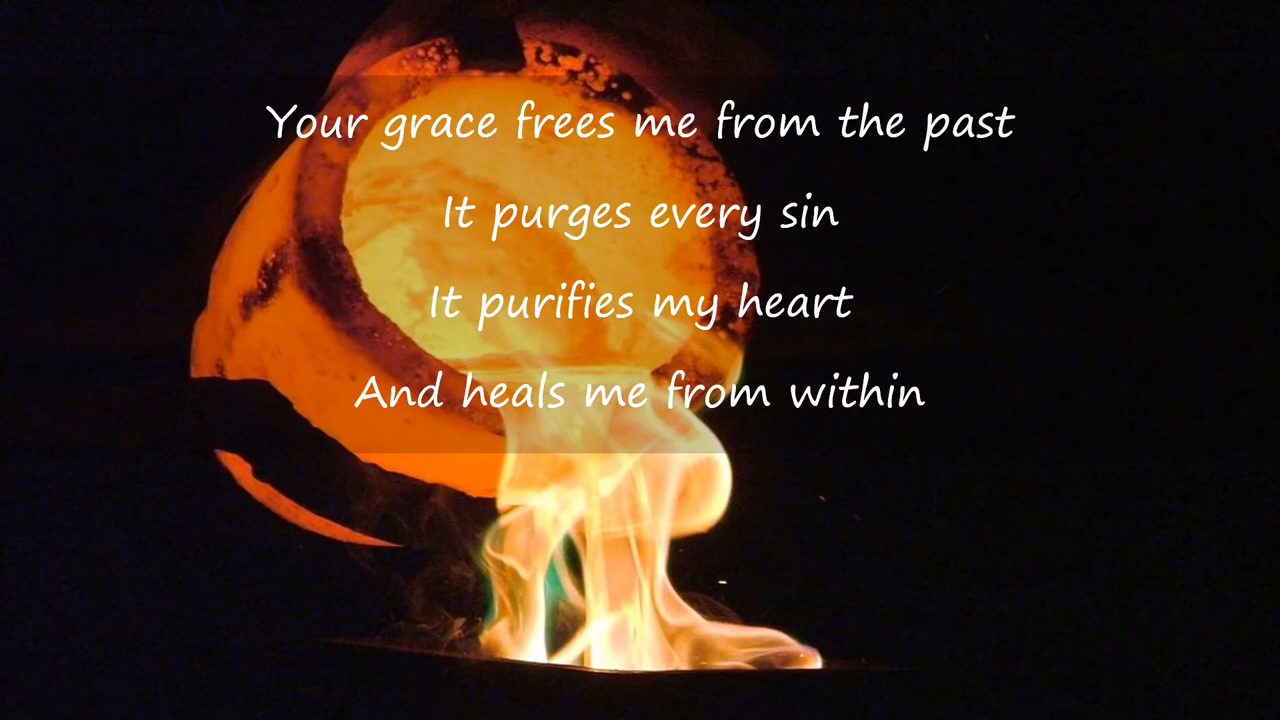 Your grace frees me from the past
It purges every sin
It purifies my heart
And heals me from within